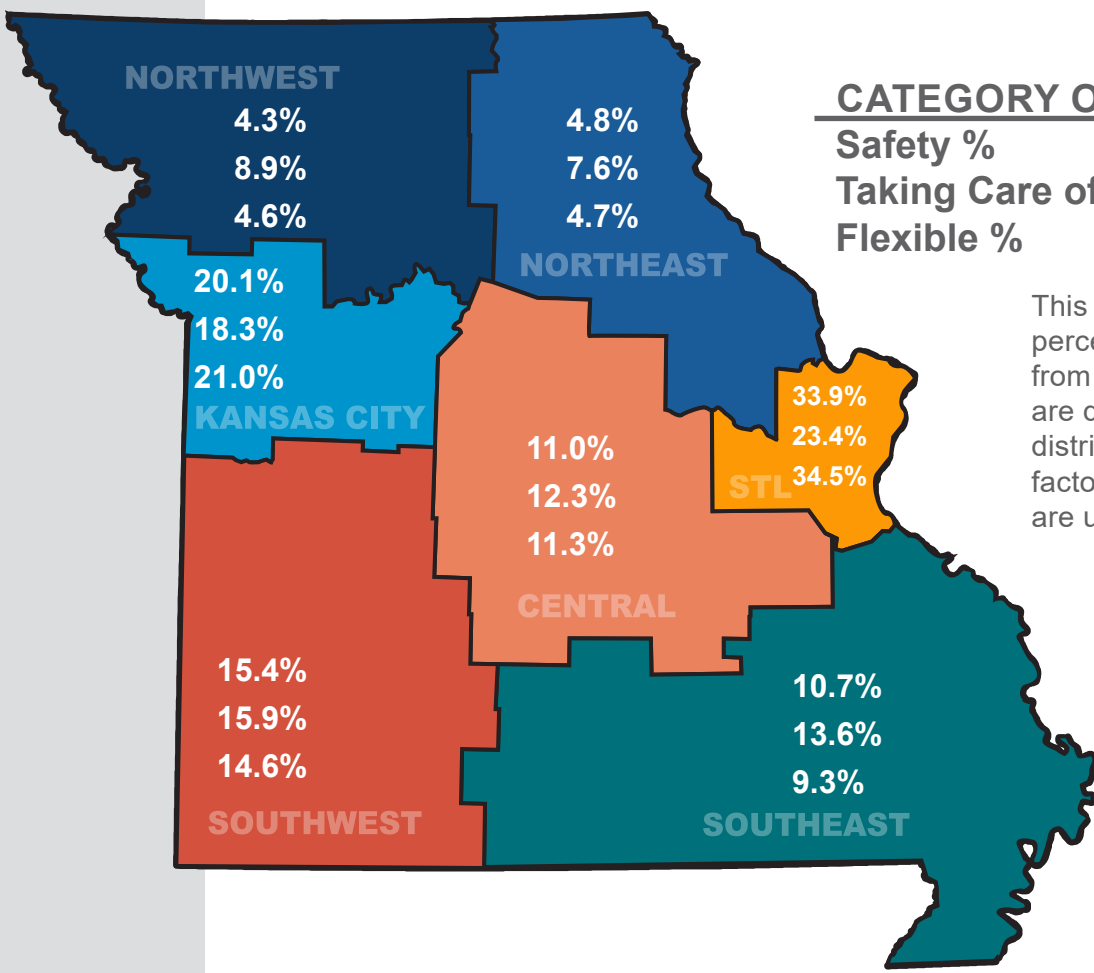 NORTHWEST
4.3%
8.9%
4.6%
4.8%
7.6%
4.7%
NORTHEAST
CATEGORY O
Safety %
Taking Care of
Flexible %
20.1%
18.3%
21.0%
KANSAS CITY
This
perce
from
are
distri
facto
are u
33.9%
23.4%
34.5%
STL
11.0%
12.3%
11.3%
CENTRAL
15.4%
15.9%
14.6%
SOUTHWEST
10.7%
13.6%
9.3%
SOUTHEAST